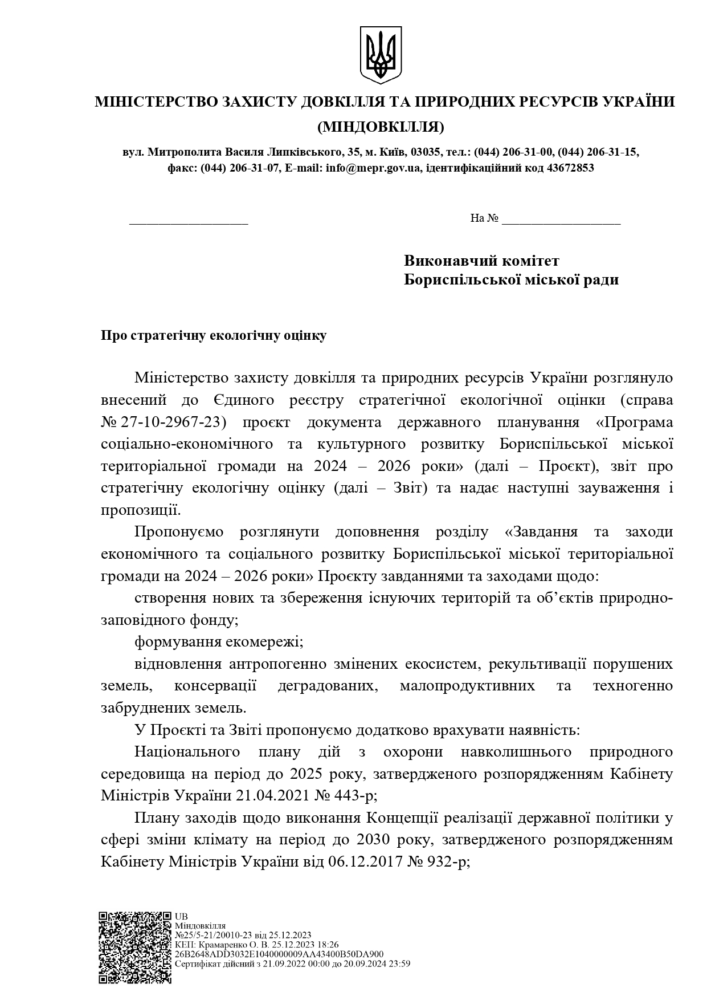 МІНІСТЕРСТВО ЗАХИСТУ ДОВКІЛЛЯ ТА ПРИРОДНИХ РЕСУРСІВ УКРАЇНИ
(МІНДОВКІЛЛЯ)
вул. Митрополита Василя Липківського, 35, м. Київ, 03035, тел.: (044) 206-31-00, (044) 206-31-15,
факс: (044) 206-31-07, E-mail: info@mepr.gov.ua, ідентифікаційний код 43672853
____________________ На № ____________________
Виконавчий комітет
Бориспільської міської ради
Про стратегічну екологічну оцінку
Міністерство захисту довкілля та природних ресурсів України розглянуло
внесений до Єдиного реєстру стратегічної екологічної оцінки (справа
№ 27-10-2967-23) проєкт документа державного планування «Програма
соціально-економічного та культурного розвитку Бориспільської міської
територіальної громади на 2024 – 2026 роки» (далі – Проєкт), звіт про
стратегічну екологічну оцінку (далі – Звіт) та надає наступні зауваження і
пропозиції.
Пропонуємо розглянути доповнення розділу «Завдання та заходи
економічного та соціального розвитку Бориспільської міської територіальної
громади на 2024 – 2026 роки» Проєкту завданнями та заходами щодо:
створення нових та збереження існуючих територій та об’єктів природно-
заповідного фонду;
формування екомережі;
відновлення антропогенно змінених екосистем, рекультивації порушених
земель, консервації деградованих, малопродуктивних та техногенно
забруднених земель.
У Проєкті та Звіті пропонуємо додатково врахувати наявність:
Національного плану дій з охорони навколишнього природного
середовища на період до 2025 року, затвердженого розпорядженням Кабінету
Міністрів України 21.04.2021 № 443-р;
Плану заходів щодо виконання Концепції реалізації державної політики у
сфері зміни клімату на період до 2030 року, затвердженого розпорядженням
Кабінету Міністрів України від 06.12.2017 № 932-р;
UB
Міндовкілля
№25/5-21/20010-23 від 25.12.2023
КЕП: Крамаренко О. В. 25.12.2023 18:26
26B2648ADD3032E1040000009AA43400B50DA900
Сертифікат дійсний з 21.09.2022 00:00 до 20.09.2024 23:59